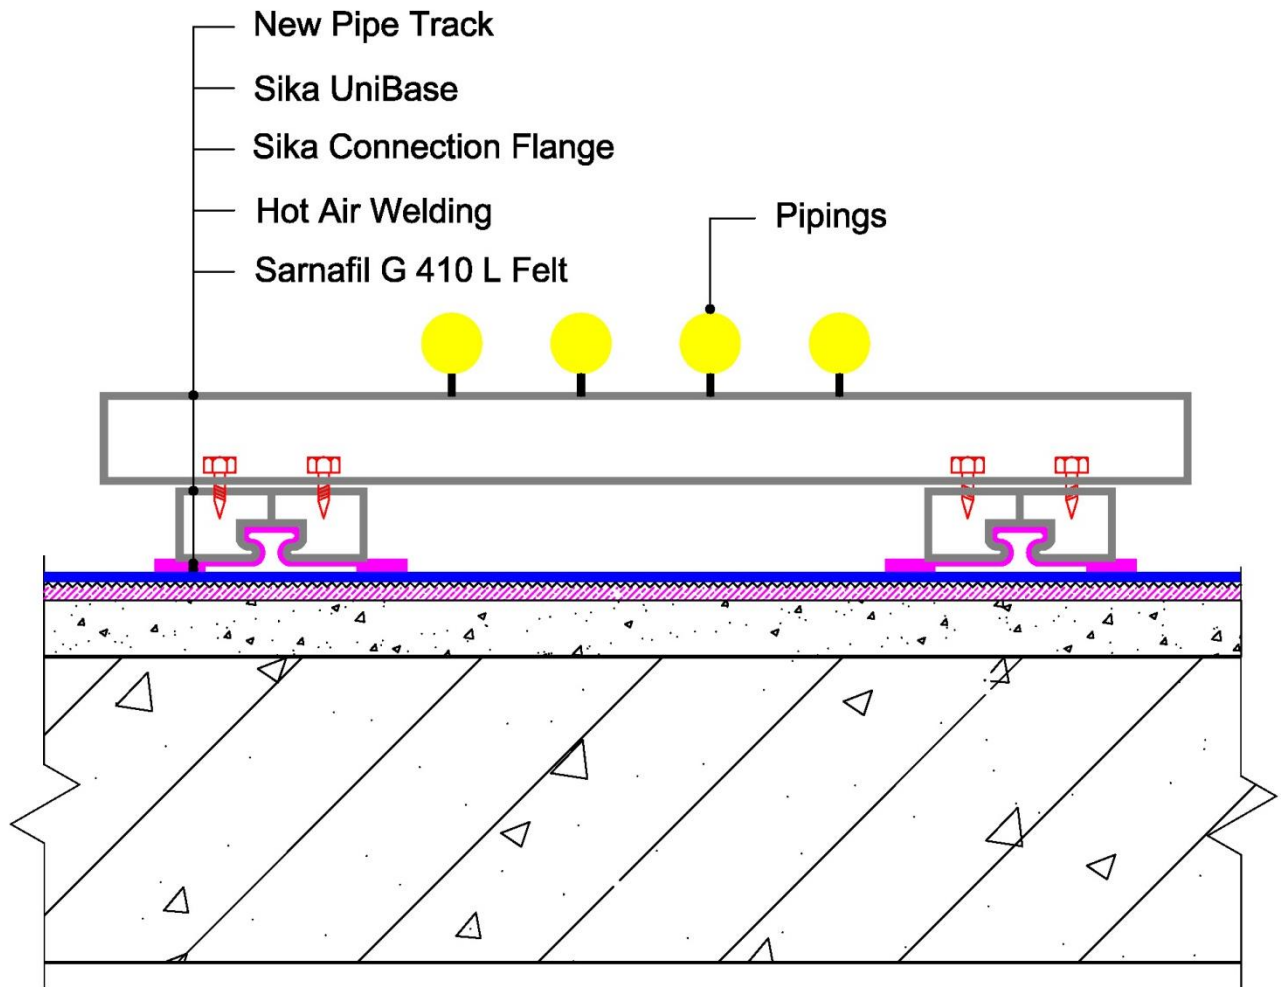 New Pipe Track
Sika UniBase
Sika Connection Flange
Hot Air Welding
Sarnafil G 410 L Felt
Pipings